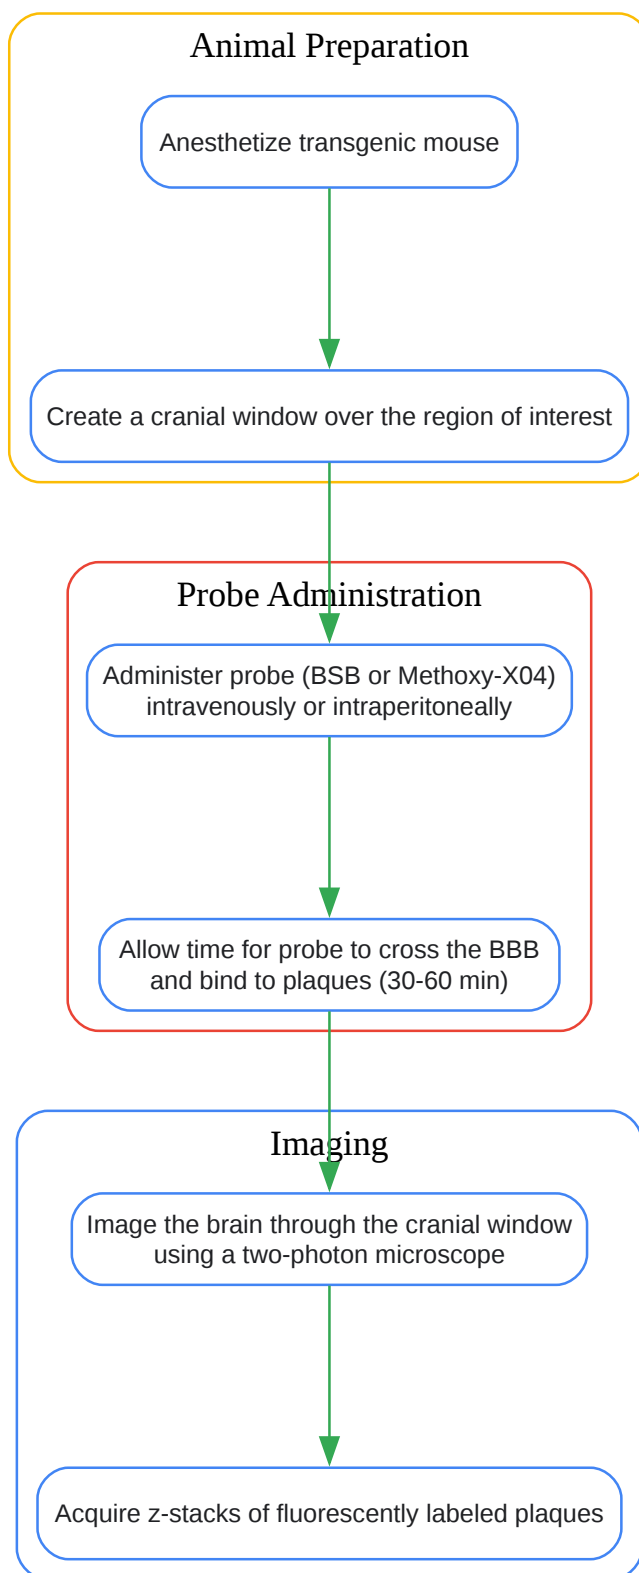 Animal Preparation
Anesthetize transgenic mouse
Create a cranial window over the region of interest
Probe Administration
Administer probe (BSB or Methoxy-X04)
intravenously or intraperitoneally
Allow time for probe to cross the BBB
and bind to plaques (30-60 min)
Imaging
Image the brain through the cranial window
using a two-photon microscope
Acquire z-stacks of fluorescently labeled plaques